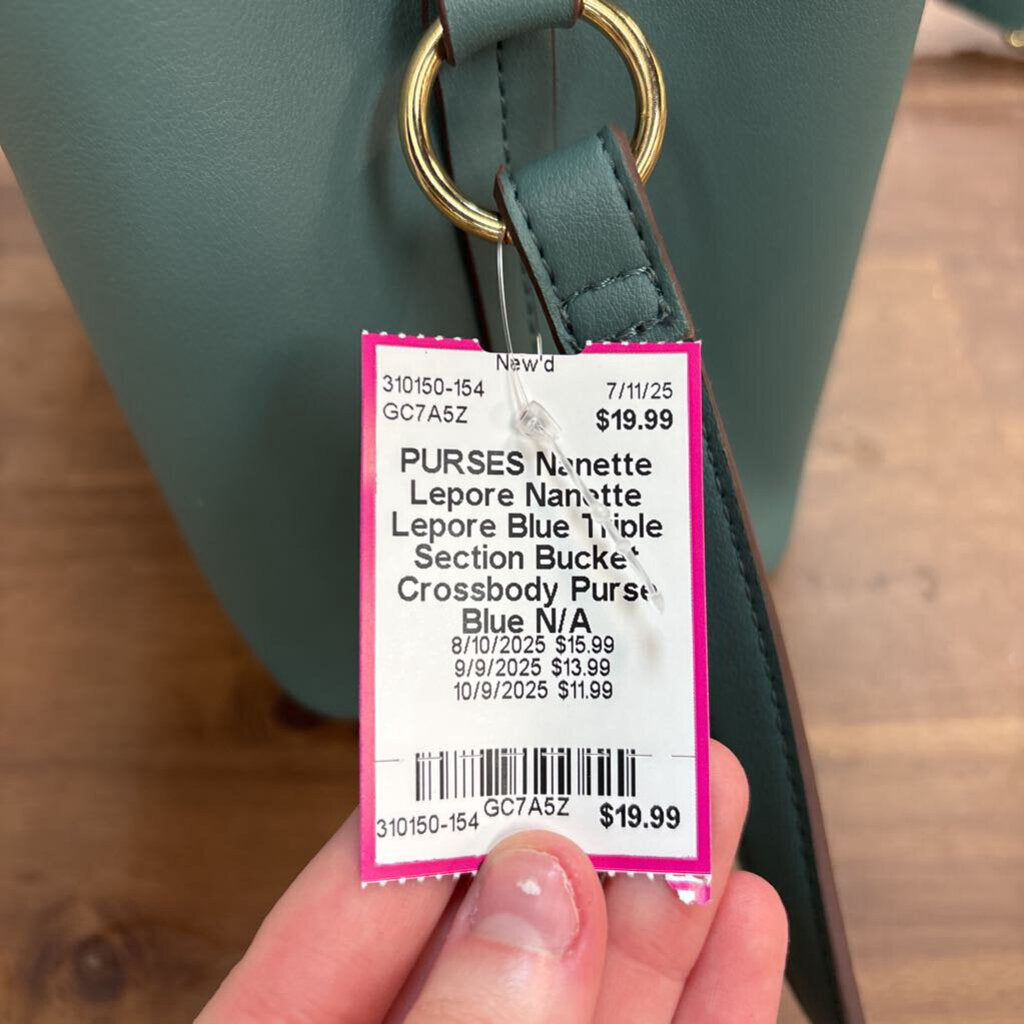 New'd
310150-154 7/11/25
GC7A5Z $19.99
PURSES Nanette
Lepore Nanette
Lepore Blue Triple
Section Bucket
Crossbody Purse
Blue N/A
8/10/2025 $15.99
9/9/2025 $13.99
10/9/2025 $11.99
310150-154 GC7A5Z $19.99